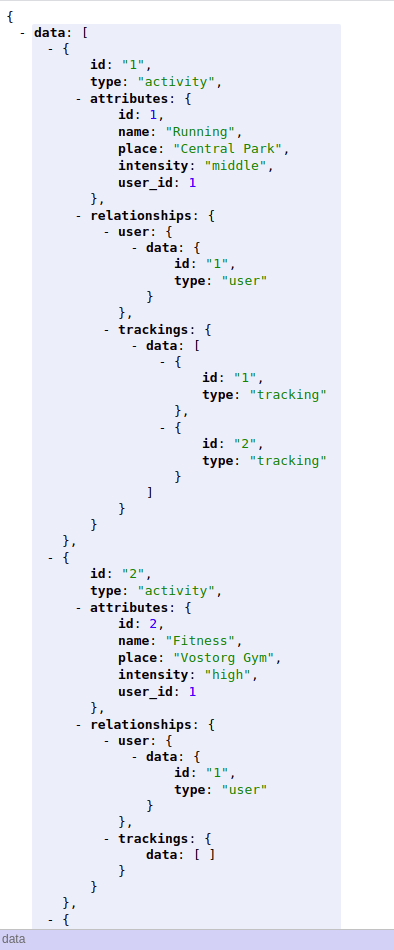 {
- data: [
- {
id: "1",
type: "activity",
- attributes: {
id: 1,
name: "Running",
place: "Central Park",
intensity: "middle",
user_id: 1
},
- relationships: {
- user: {
- data: {
id: "1",
type: "user"
}
},
- trackings: {
- data: [
- {
id: "1",
type: "tracking"
},
- {
id: "2",
type: "tracking"
}
]
}
}
},
- {
id: "2",
type: "activity",
- attributes: {
id: 2,
name: "Fitness",
place: "Vostorg Gym",
intensity: "high",
user_id: 1
},
- relationships: {
- user: {
- data: {
id: "1",
type: "user"
}
},
- trackings: {
data: [ ]
}
}
},
- {
data